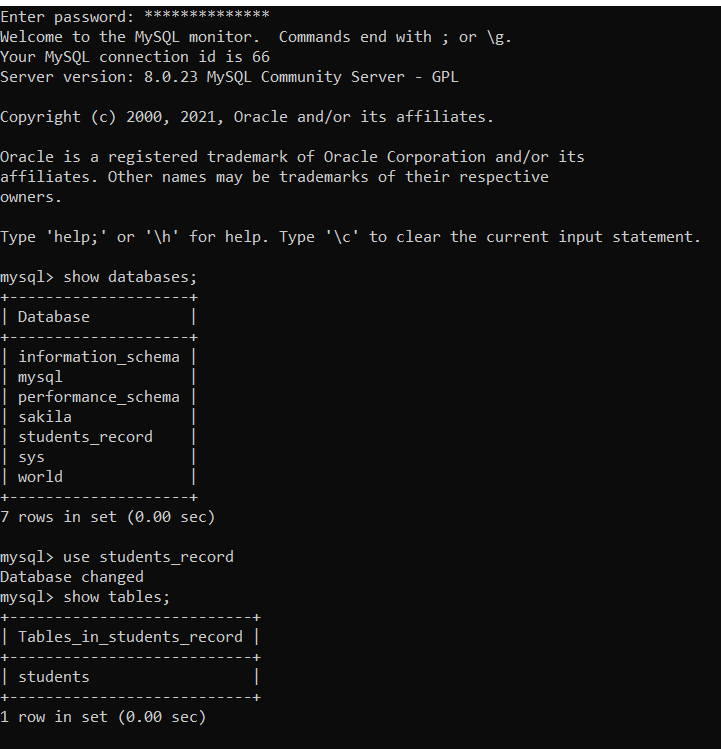 Enter password: **************
Welcome to the MySQL monitor.  Commands end with ; or \g.
Your MySQL connection id is 66
Server version: 8.0.23 MySQL Community Server - GPL

Copyright (c) 2000, 2021, Oracle and/or its affiliates.

Oracle is a registered trademark of Oracle Corporation and/or its
affiliates. Other names may be trademarks of their respective
owners.

Type 'help;' or '\h' for help. Type '\c' to clear the current input statement.

mysql> show databases;
+--------------------+
| Database           |
+--------------------+
| information_schema |
| mysql              |
| performance_schema |
| sakila             |
| students_record    |
| sys                |
| world              |
+--------------------+
7 rows in set (0.00 sec)

mysql> use students_record
Database changed
mysql> show tables;
+---------------------------+
| Tables_in_students_record |
+---------------------------+
| students                  |
+---------------------------+
1 row in set (0.00 sec)